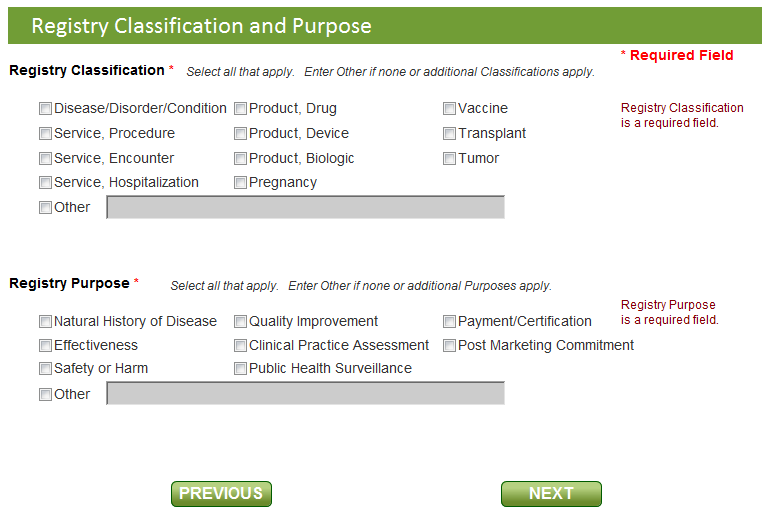 Registry Classification and Purpose
* Required Field
Registry Classification * Select all that apply. Enter Other if none or additional Classifications apply.
Disease/Disorder/Condition Product, Drug Vaccine
Registry Classification
is a required field.
Service, Procedure Product, Device Transplant
Service, Encounter Product, Biologic Tumor
Service, Hospitalization Pregnancy
Other
Registry Purpose * Select all that apply. Enter Other if none or additional Purposes apply.
Registry Purpose
is a required field.
Natural History of Disease Quality Improvement Payment/Certification
Effectiveness Clinical Practice Assessment Post Marketing Commitment
Safety or Harm Public Health Surveillance
Other
PREVIOUS NEXT